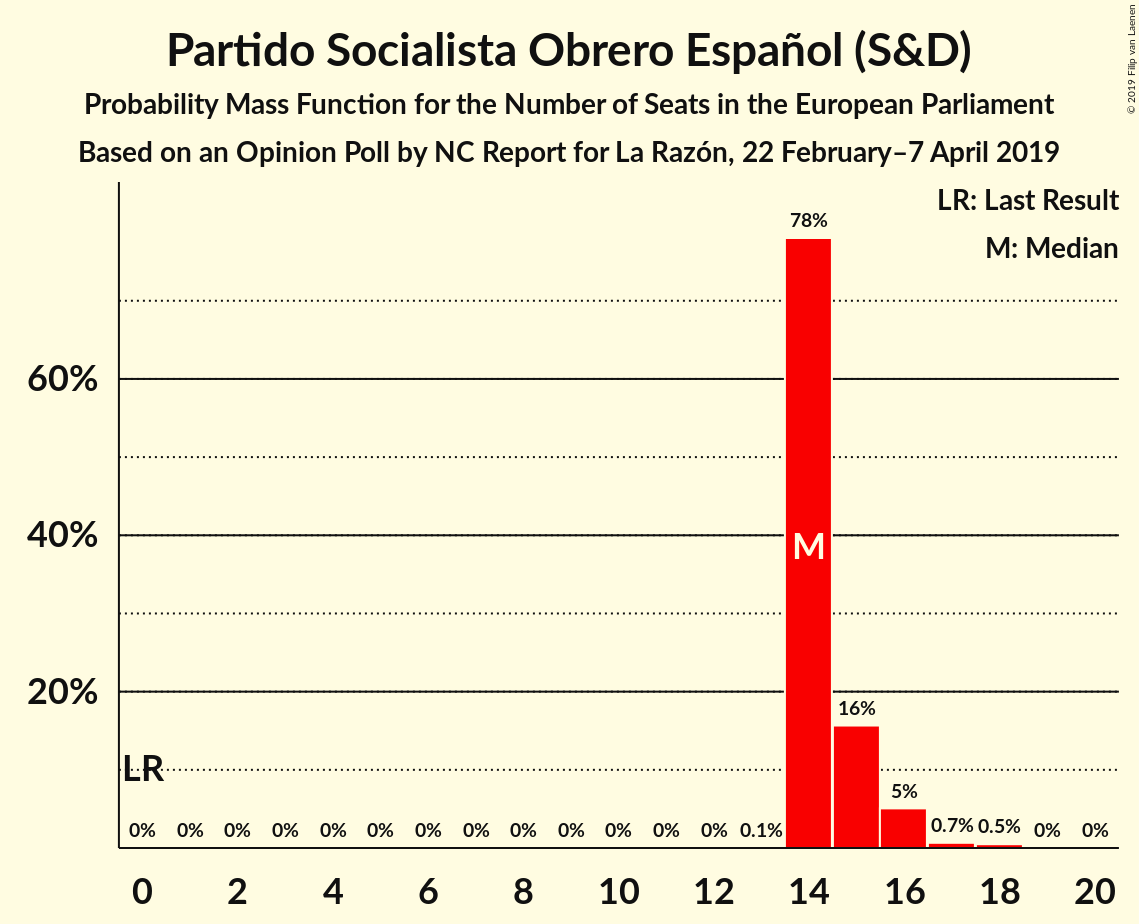 Partido Socialista Obrero Español (S&D)
Probability Mass Function for the Number of Seats in the European Parliament
Based on an Opinion Poll by NC Report for La Razón, 22 February–7 April 2019
© 2019 Filip van Laenen
LR: Last Result
M: Median
78%
60%
40%
M
20%
16%
LR
5%
0% 0% 0% 0% 0% 0% 0% 0% 0% 0% 0% 0% 0% 0.1% 0.7% 0.5% 0% 0%
0 2 4 6 8 10 12 14 16 18 20